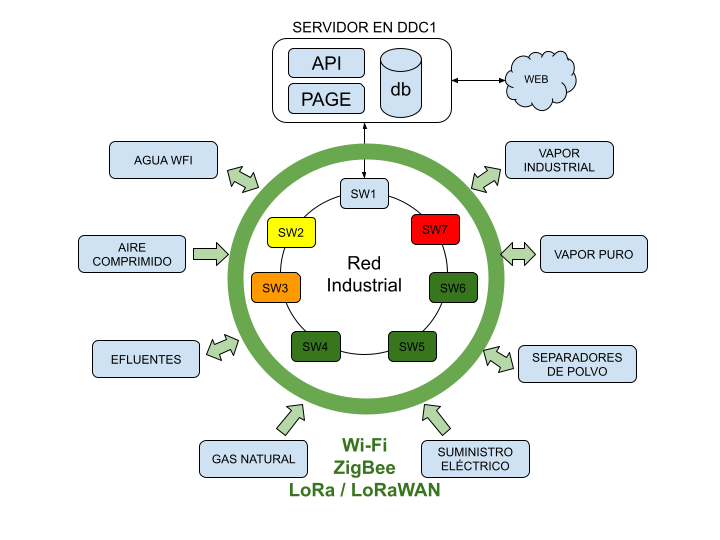 SERVIDOR EN DDC1
API
PAGE
db
WEB
AGUA WFI
VAPOR
INDUSTRIAL
SW1
SW2
SW7
AIRE
COMPRIMIDO
Red
Industrial
VAPOR PURO
SW3
SW6
SW4
SW5
EFLUENTES
SEPARADORES
DE POLVO
GAS NATURAL
Wi-Fi
ZigBee
LoRa / LoRaWAN
SUMINISTRO
ELÉCTRICO